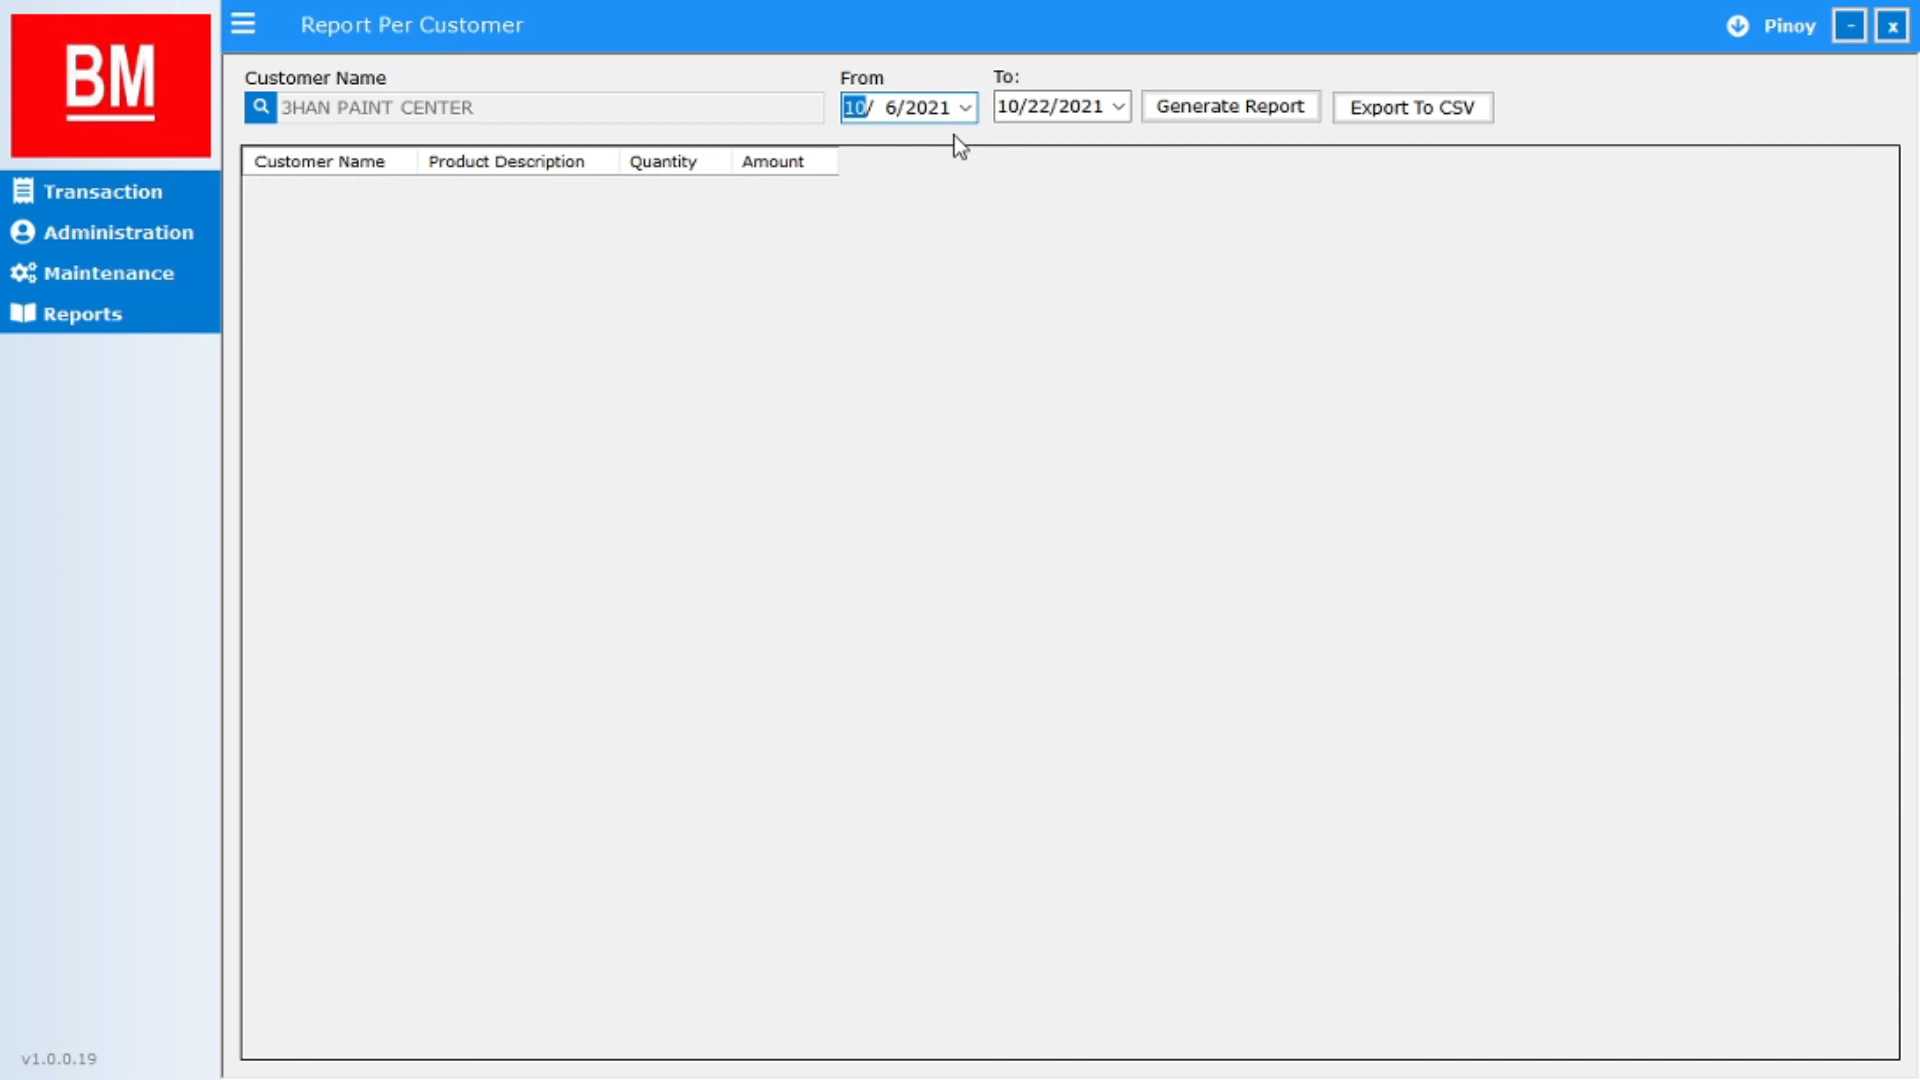 BM
Report Per Customer
Pinoy
-
x
Customer Name
From
To:
3HAN PAINT CENTER
10/ 6/2021
10/22/2021
Generate Report
Export To CSV
Customer Name Product Description Quantity Amount
Transaction
Administration
Maintenance
Reports
v1.0.0.19